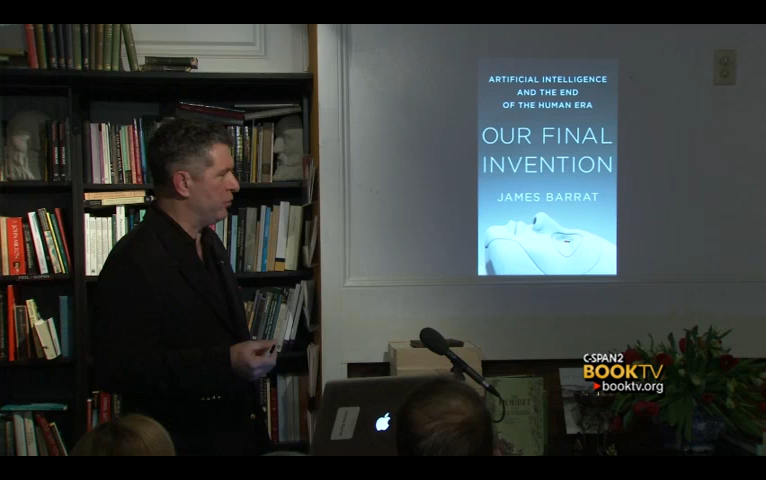 ARTIFICIAL INTELLIGENCE
AND THE END
OF THE HUMAN ERA
OUR FINAL
INVENTION
JAMES BARRAT
C-SPAN2
BOOKTV
booktv.org